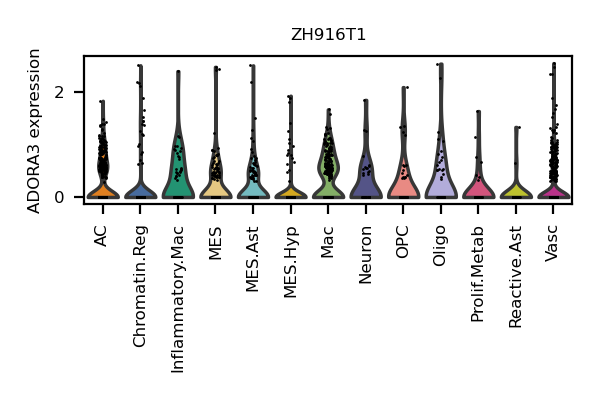 ZH916T1
ADORA3 expression
2
0
AC
Chromatin.Reg
Inflammatory.Mac
MES
MES.Ast
MES.Hyp
Mac
Neuron
OPC
Oligo
Prolif.Metab
Reactive.Ast
Vasc